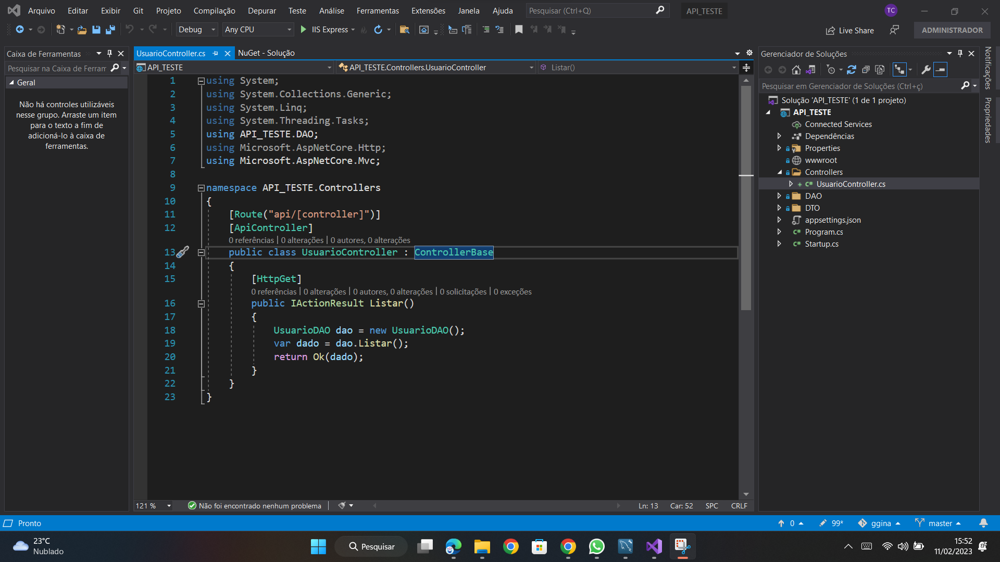 Arquivo Editar Exibir Git Projeto Compilação Depurar Teste Análise Ferramentas Extensões Janela Ajuda Pesquisar (Ctrl+Q) API_TESTE TC
Debug Any CPU IIS Express Live Share ADMINISTRADOR
Caixa de Ferramentas
Pesquisar na Caixa de Ferram
Geral
Não há controles utilizáveis
nesse grupo. Arraste um item
para o texto a fim de
adicioná-lo à caixa de
ferramentas.
UsuarioController.cs NuGet - Solução
API_TESTE API_TESTE.Controllers.UsuarioController Listar()
1 using System;
2 using System.Collections.Generic;
3 using System.Linq;
4 using System.Threading.Tasks;
5 using API_TESTE.DAO;
6 using Microsoft.AspNetCore.Http;
7 using Microsoft.AspNetCore.Mvc;
8
9 namespace API_TESTE.Controllers
10 {
11 [Route("api/[controller]")]
12 [ApiController]
0 referências | 0 alterações | 0 autores, 0 alterações
13 public class UsuarioController : ControllerBase
14 {
15 [HttpGet]
0 referências | 0 alterações | 0 autores, 0 alterações | 0 solicitações | 0 exceções
16 public IActionResult Listar()
17 {
18 UsuarioDAO dao = new UsuarioDAO();
19 var dado = dao.Listar();
20 return Ok(dado);
21 }
22 }
23 }
121 % Não foi encontrado nenhum problema Ln: 13 Car: 52 SPC CRLF
Gerenciador de Soluções
Pesquisar em Gerenciador de Soluções (Ctrl+ç)
Solução 'API_TESTE' (1 de 1 projeto)
API_TESTE
Connected Services
Dependências
Properties
wwwroot
Controllers
C# UsuarioController.cs
DAO
DTO
appsettings.json
C# Program.cs
C# Startup.cs
Notificações
Propriedades
Pronto 0 99* ggina master
23°C
Nublado
Pesquisar
15:52
11/02/2023